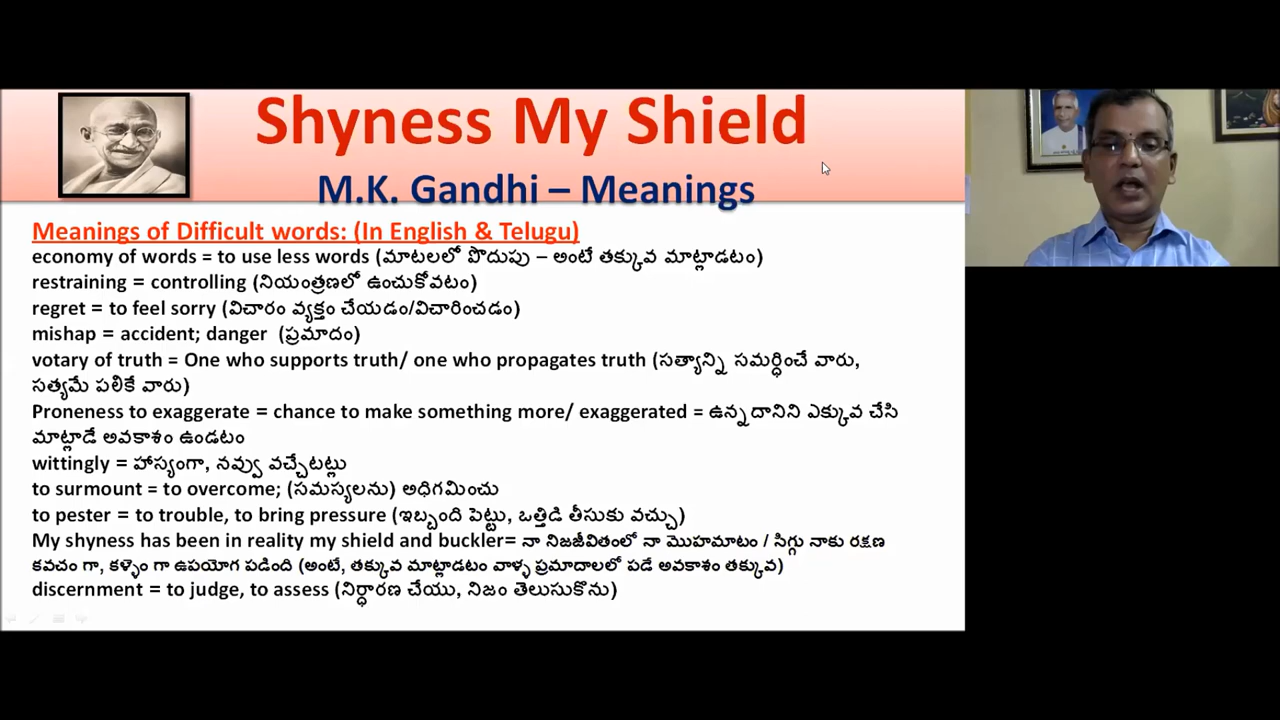 Shyness My Shield
M.K. Gandhi – Meanings
Meanings of Difficult words: (In English & Telugu)
economy of words = to use less words (మాటలలో పొదుపు – అంటే తక్కువ మాట్లాడటం)
restraining = controlling (నియంత్రణలో ఉంచుకోవటం)
regret = to feel sorry (విచారం వ్యక్తం చేయడం/విచారించడం)
mishap = accident; danger (ప్రమాదం)
votary of truth = One who supports truth/ one who propagates truth (సత్యాన్ని సమర్ధించే వారు,
సత్యమే పలికే వారు)
Proneness to exaggerate = chance to make something more/ exaggerated = ఉన్నదానిని ఎక్కువ చేసి
మాట్లాడే అవకాశం ఉండటం
wittingly = హాస్యంగా, నవ్వు వచ్చేటట్లు
to surmount = to overcome; (సమస్యలను) అధిగమించు
to pester = to trouble, to bring pressure (ఇబ్బంది పెట్టు, ఒత్తిడి తీసుకు వచ్చు)
My shyness has been in reality my shield and buckler= నా నిజజీవితంలో నా మొహమాటం / సిగ్గు నాకు రక్షణ
కవచం గా, కళ్ళెం గా ఉపయోగ పడింది (అంటే, తక్కువ మాట్లాడటం వాళ్ళ ప్రమాదాలలో పడే అవకాశం తక్కువ)
discernment = to judge, to assess (నిర్ధారణ చేయు, నిజం తెలుసుకొను)